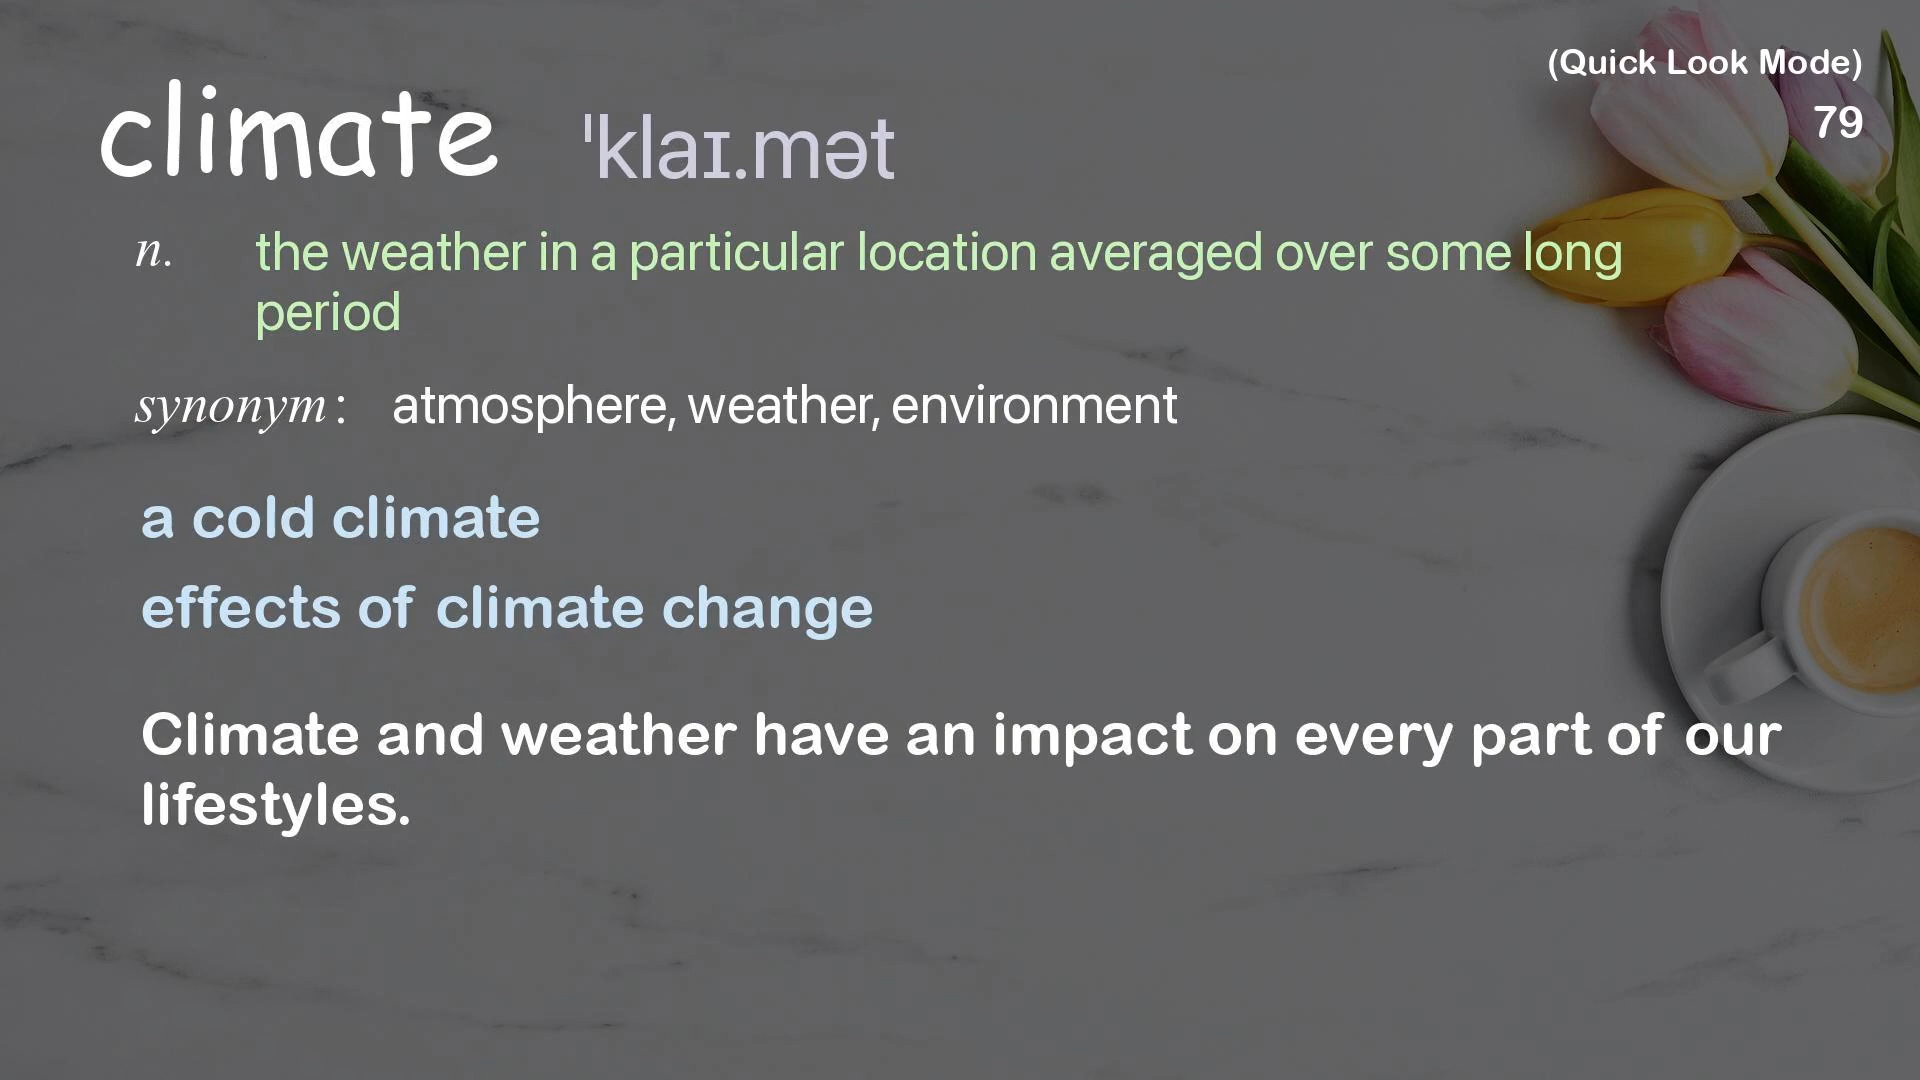 (Quick Look Mode)
79
climate ˈklaɪ.mət
n. the weather in a particular location averaged over some long
period
synonym: atmosphere, weather, environment
a cold climate
effects of climate change
Climate and weather have an impact on every part of our
lifestyles.